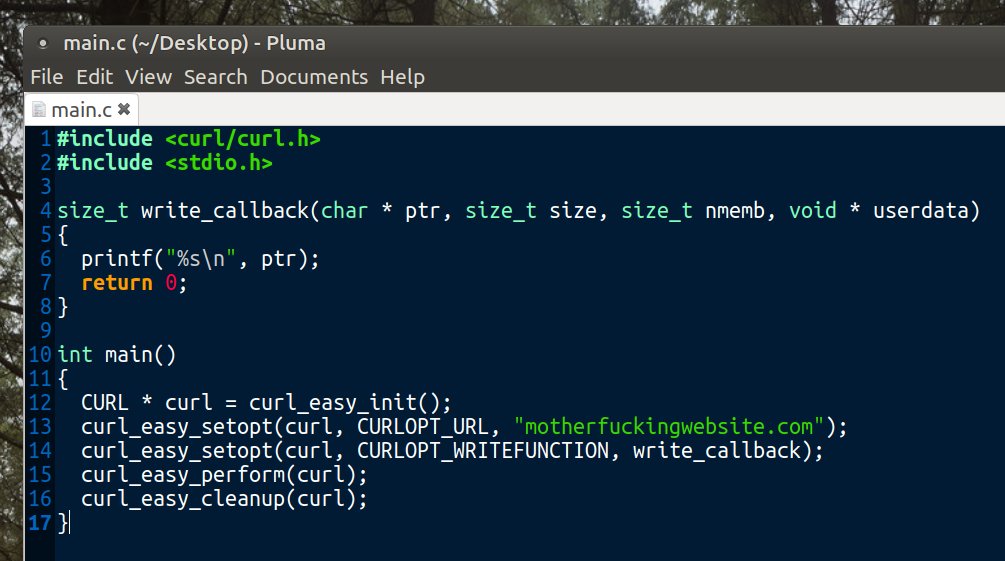 main.c (~/Desktop) - Pluma
File Edit View Search Documents Help
main.c
1 #include <curl/curl.h>
2 #include <stdio.h>
3
4 size_t write_callback(char * ptr, size_t size, size_t nmemb, void * userdata)
5 {
6   printf("%s\n", ptr);
7   return 0;
8 }
9
10 int main()
11 {
12   CURL * curl = curl_easy_init();
13   curl_easy_setopt(curl, CURLOPT_URL, "motherfuckingwebsite.com");
14   curl_easy_setopt(curl, CURLOPT_WRITEFUNCTION, write_callback);
15   curl_easy_perform(curl);
16   curl_easy_cleanup(curl);
17 }